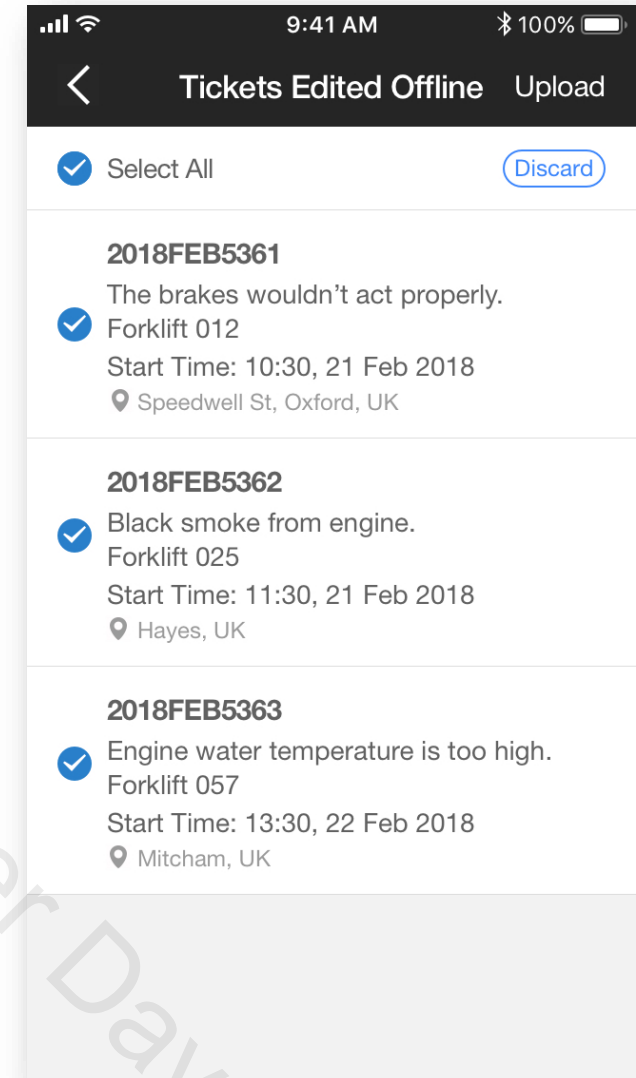 9:41 AM
100%
Tickets Edited Offline
Upload
Select All
Discard
2018FEB5361
The brakes wouldn’t act properly.
Forklift 012
Start Time: 10:30, 21 Feb 2018
Speedwell St, Oxford, UK
2018FEB5362
Black smoke from engine.
Forklift 025
Start Time: 11:30, 21 Feb 2018
Hayes, UK
2018FEB5363
Engine water temperature is too high.
Forklift 057
Start Time: 13:30, 22 Feb 2018
Mitcham, UK